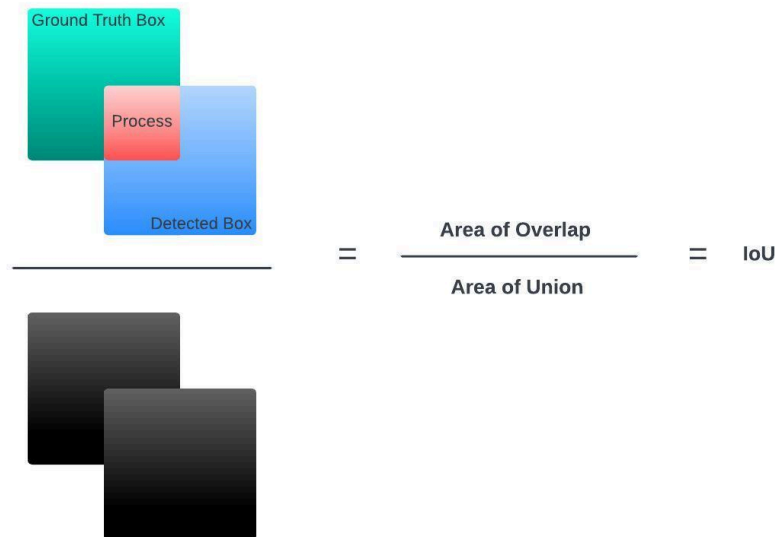 Ground Truth Box
Process
Detected Box
=
Area of Overlap
Area of Union
=
IoU